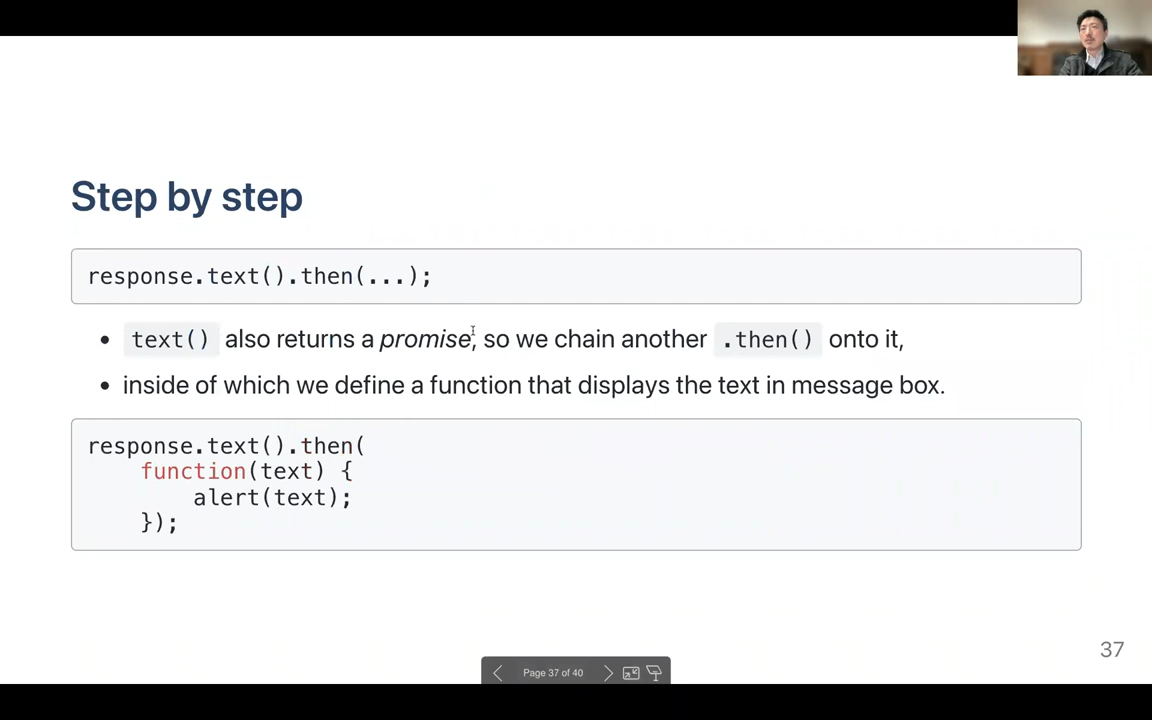 Step by step
response.text().then(...);
• text() also returns a promise, so we chain another .then() onto it,
• inside of which we define a function that displays the text in message box.
response.text().then(
    function(text) {
        alert(text);
    });
37
Page 37 of 40